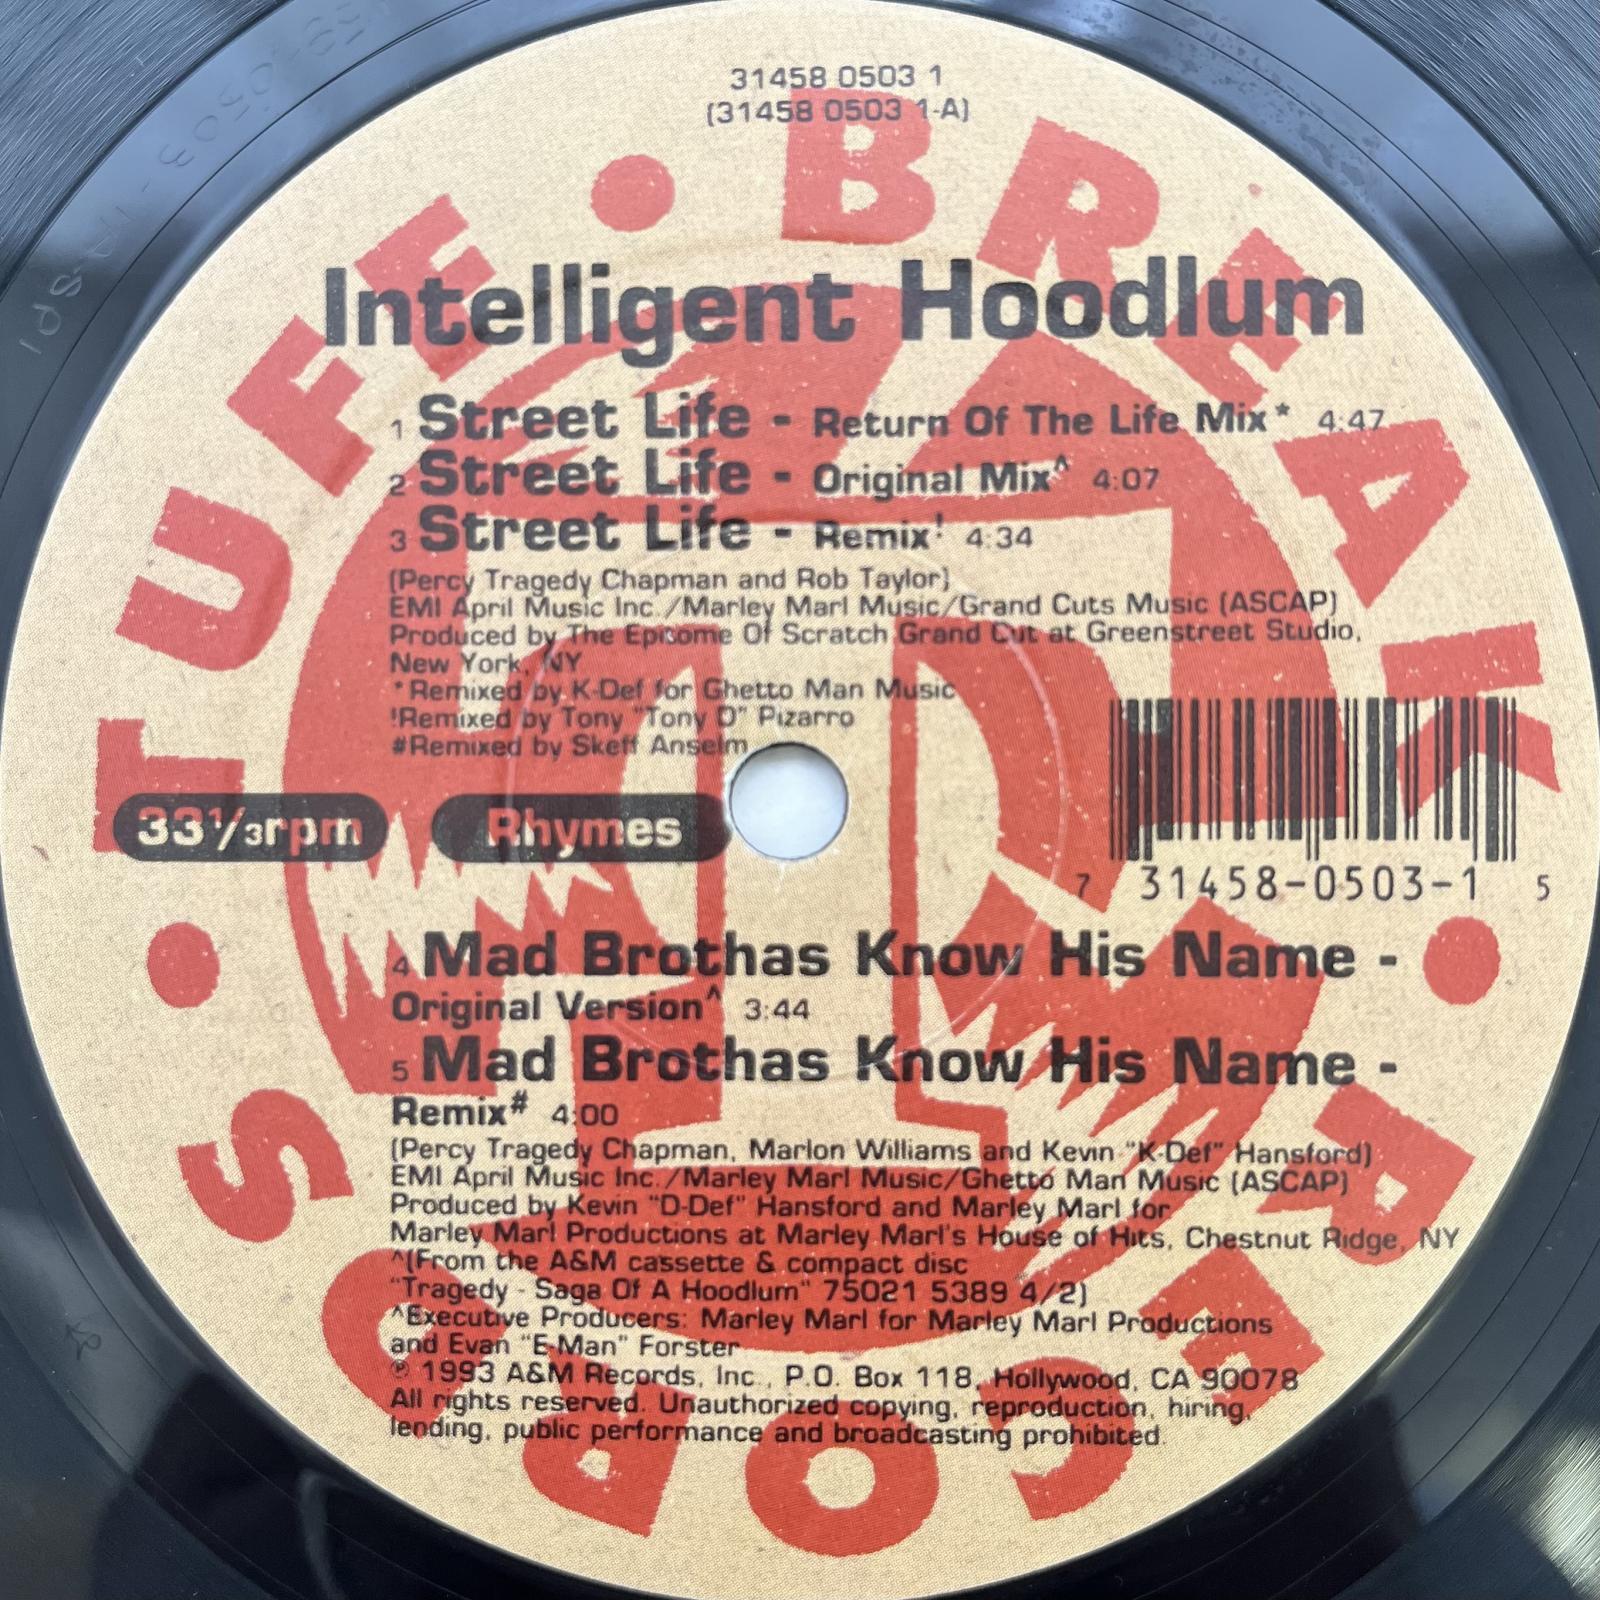 31458 0503 1
(31458 0503 1-A)
TUFF • BREAK • RECORDS •
Intelligent Hoodlum
1 Street Life - Return Of The Life Mix* 4:47
2 Street Life - Original Mix^ 4:07
3 Street Life - Remix! 4:34
(Percy Tragedy Chapman and Rob Taylor)
EMI April Music Inc./Marley Marl Music/Grand Cuts Music (ASCAP)
Produced by The Epitome Of Scratch Grand Cut at Greenstreet Studio,
New York, NY
*Remixed by K-Def for Ghetto Man Music
!Remixed by Tony "Tony D" Pizarro
#Remixed by Skeff Anselm
33 1/3 rpm Rhymes
7 31458-0503-1 5
4 Mad Brothas Know His Name -
Original Version^ 3:44
5 Mad Brothas Know His Name -
Remix# 4:00
(Percy Tragedy Chapman, Marlon Williams and Kevin "K-Def" Hansford)
EMI April Music Inc./Marley Marl Music/Ghetto Man Music (ASCAP)
Produced by Kevin "D-Def" Hansford and Marley Marl for
Marley Marl Productions at Marley Marl's House of Hits, Chestnut Ridge, NY
^(From the A&M cassette & compact disc
"Tragedy - Saga Of A Hoodlum" 75021 5389 4/2)
^Executive Producers: Marley Marl for Marley Marl Productions
and Evan "E-Man" Forster
℗ 1993 A&M Records, Inc., P.O. Box 118, Hollywood, CA 90078
All rights reserved. Unauthorized copying, reproduction, hiring,
lending, public performance and broadcasting prohibited.